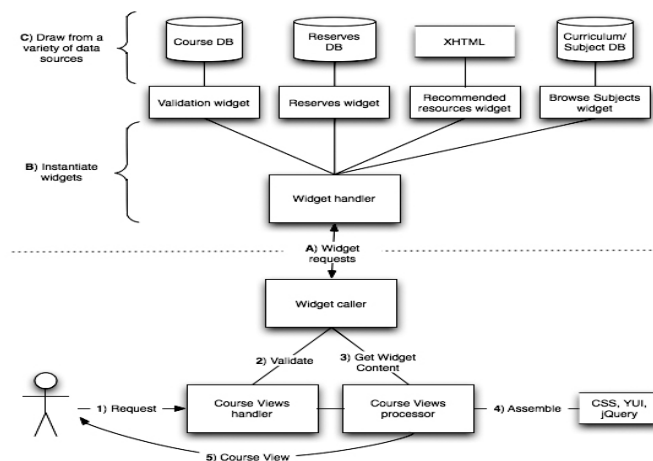 C) Draw from a
variety of data
sources
Course DB
Reserves
DB
XHTML
Curriculum/
Subject DB
Validation widget
Reserves widget
Recommended
resources widget
Browse Subjects
widget
B) Instantiate
widgets
Widget handler
A) Widget
requests
Widget caller
2) Validate
3) Get Widget
Content
1) Request
Course Views
handler
Course Views
processor
4) Assemble
CSS, YUI,
jQuery
5) Course View